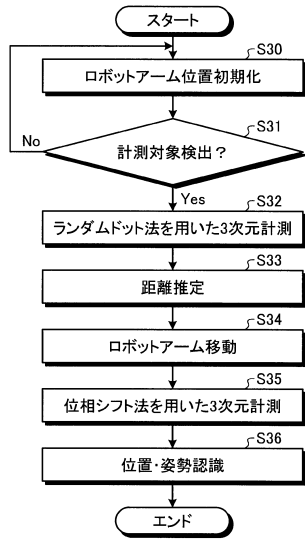 スタート
S30
ロボットアーム位置初期化
S31
計測対象検出？
No
Yes
S32
ランダムドット法を用いた3次元計測
S33
距離推定
S34
ロボットアーム移動
S35
位相シフト法を用いた3次元計測
S36
位置・姿勢認識
エンド